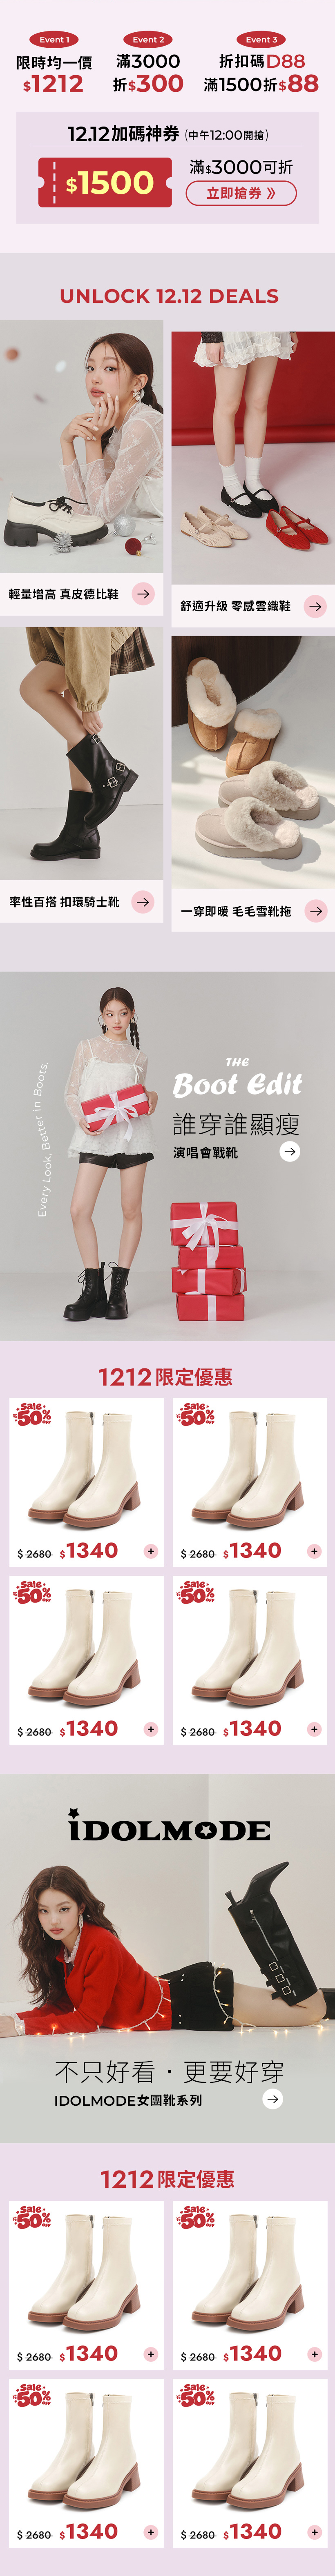 Event 1
限時均一價
$1212
Event 2
滿3000
折$300
Event 3
折扣碼D88
滿1500折$88
12.12加碼神券 (中午12:00開搶)
$1500
滿$3000可折
立即搶券 》
UNLOCK 12.12 DEALS
輕量增高 真皮德比鞋
舒適升級 零感雲織鞋
率性百搭 扣環騎士靴
一穿即暖 毛毛雪靴拖
Every Look, Better in Boots.
THE
Boot Edit
誰穿誰顯瘦
演唱會戰靴
1212限定優惠
Sale
50%
OFF
$2680 $1340 +
Sale
50%
OFF
$2680 $1340 +
Sale
50%
OFF
$2680 $1340 +
Sale
50%
OFF
$2680 $1340 +
iDOLMODE
不只好看·更要好穿
IDOLMODE女團靴系列
1212限定優惠
Sale
50%
OFF
$2680 $1340 +
Sale
50%
OFF
$2680 $1340 +
Sale
50%
OFF
$2680 $1340 +
Sale
50%
OFF
$2680 $1340 +